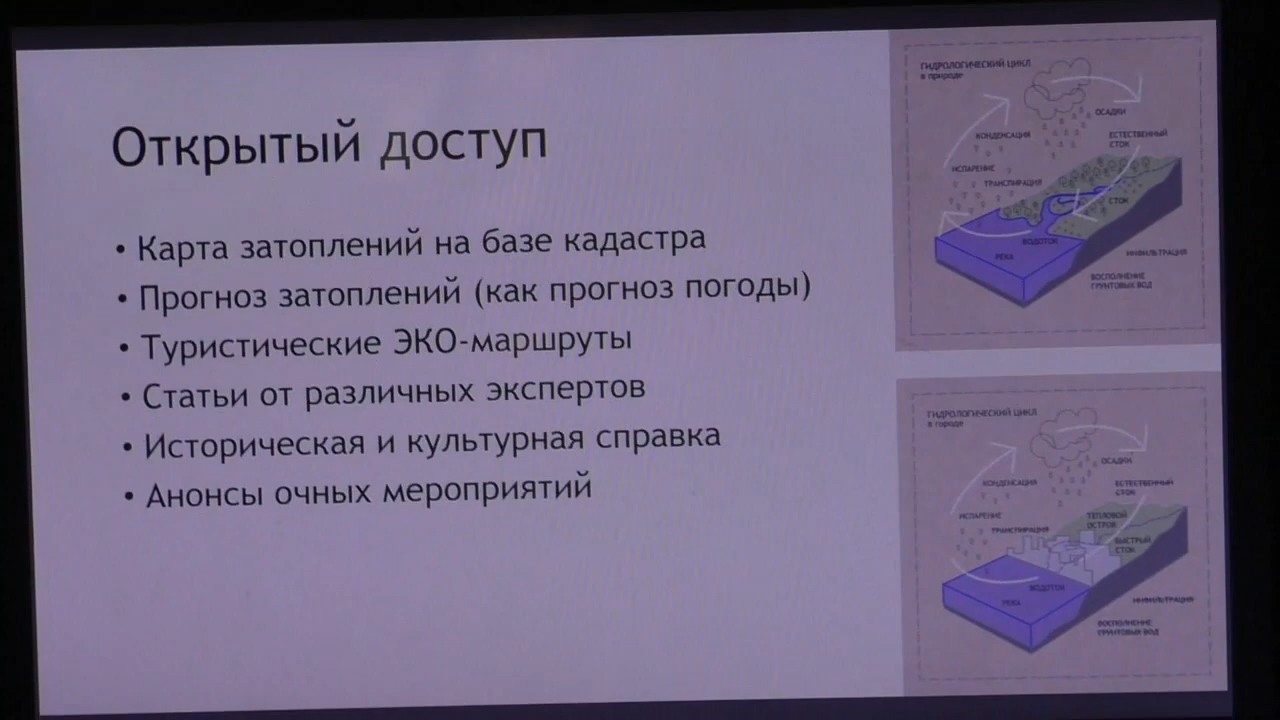 Открытый доступ
• Карта затоплений на базе кадастра
• Прогноз затоплений (как прогноз погоды)
• Туристические ЭКО-маршруты
• Статьи от различных экспертов
• Историческая и культурная справка
• Анонсы очных мероприятий
ГИДРОЛОГИЧЕСКИЙ ЦИКЛ
в природе
ОСАДКИ
КОНДЕНСАЦИЯ
ЕСТЕСТВЕННЫЙ
СТОК
ИСПАРЕНИЕ
ТРАНСПИРАЦИЯ
СТОК
ВОДОТОК
РЕКА
ИНФИЛЬТРАЦИЯ
ВОСПОЛНЕНИЕ
ГРУНТОВЫХ ВОД
ГИДРОЛОГИЧЕСКИЙ ЦИКЛ
в городе
ОСАДКИ
КОНДЕНСАЦИЯ
ЕСТЕСТВЕННЫЙ
СТОК
ИСПАРЕНИЕ
ТЕПЛОВОЙ
ОСТРОВ
ТРАНСПИРАЦИЯ
БЫСТРЫЙ
СТОК
ВОДОТОК
РЕКА
ИНФИЛЬТРАЦИЯ
ВОСПОЛНЕНИЕ
ГРУНТОВЫХ ВОД